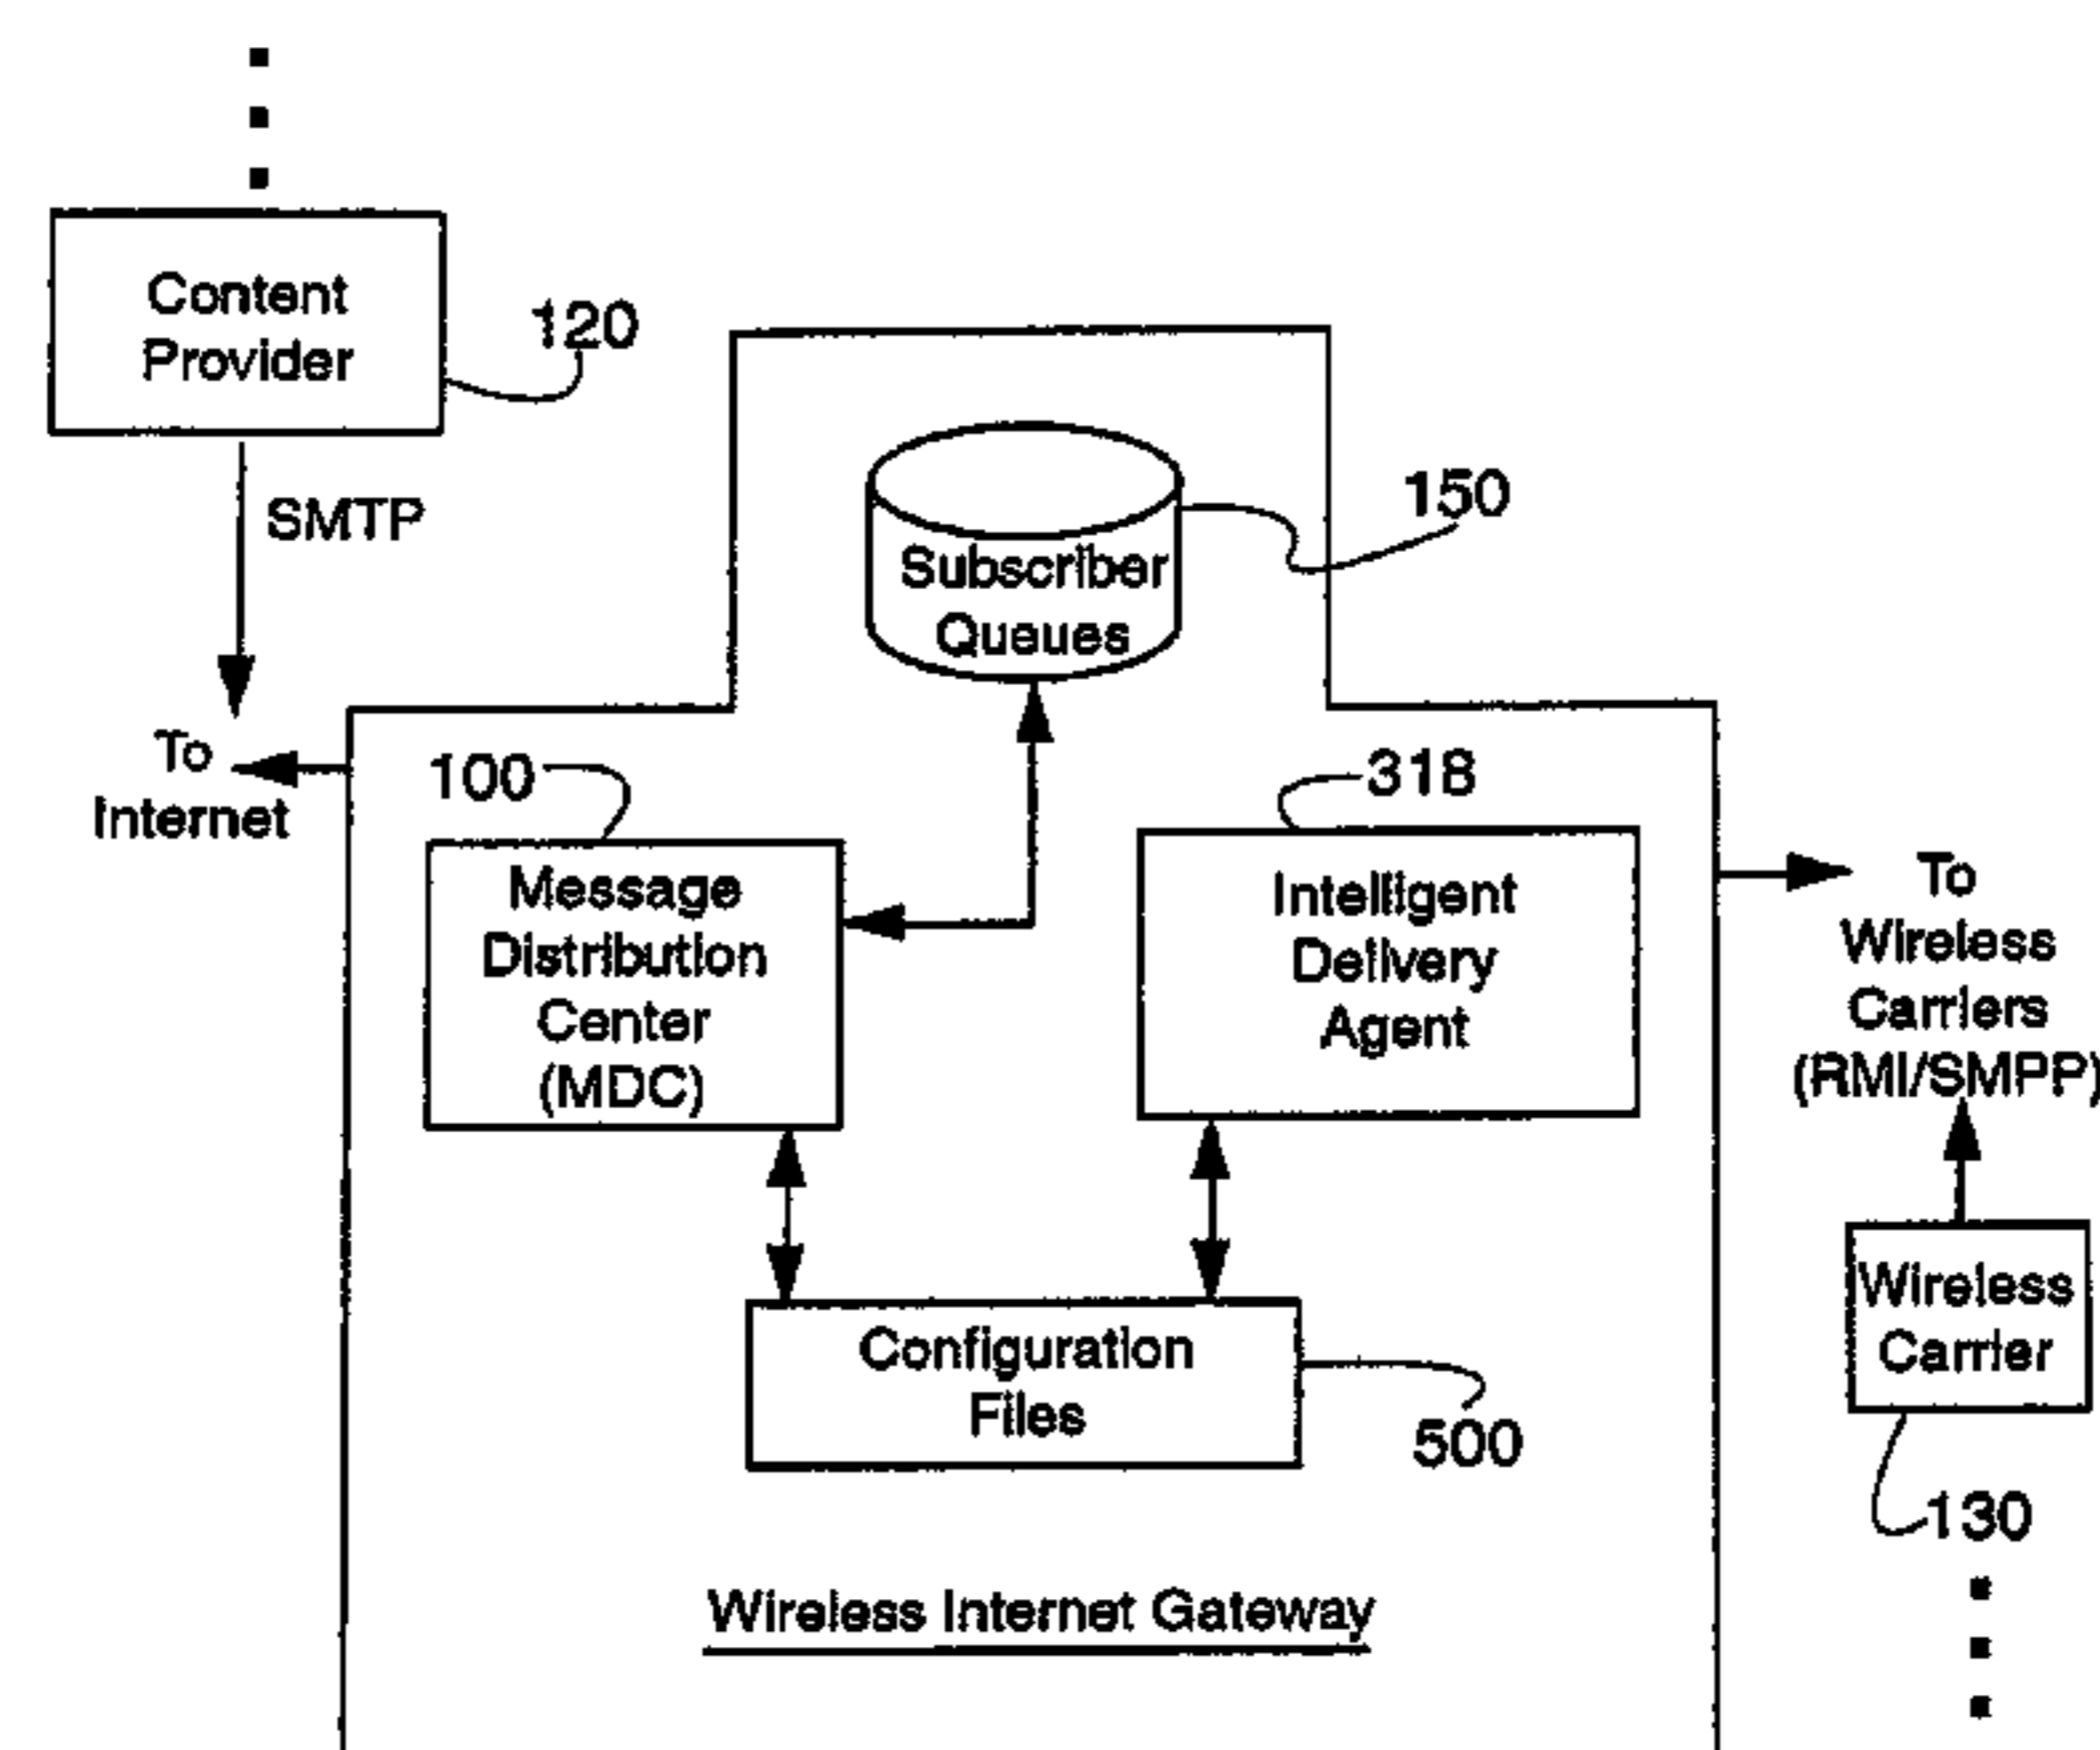 Content
Provider
120
SMTP
To
Internet
150
Subscriber
Queues
100
318
Message
Distribution
Center
(MDC)
Intelligent
Delivery
Agent
To
Wireless
Carriers
(RMI/SMPP)
Configuration
Files
500
Wireless
Carrier
130
Wireless Internet Gateway